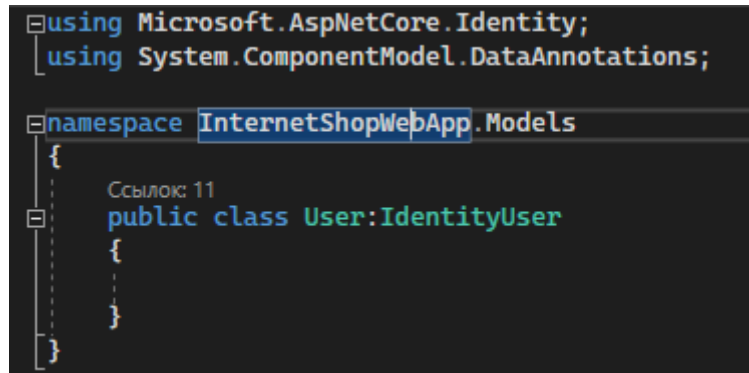 using Microsoft.AspNetCore.Identity;
using System.ComponentModel.DataAnnotations;
namespace InternetShopWebApp.Models
{
Ссылок: 11
public class User:IdentityUser
{
}
}